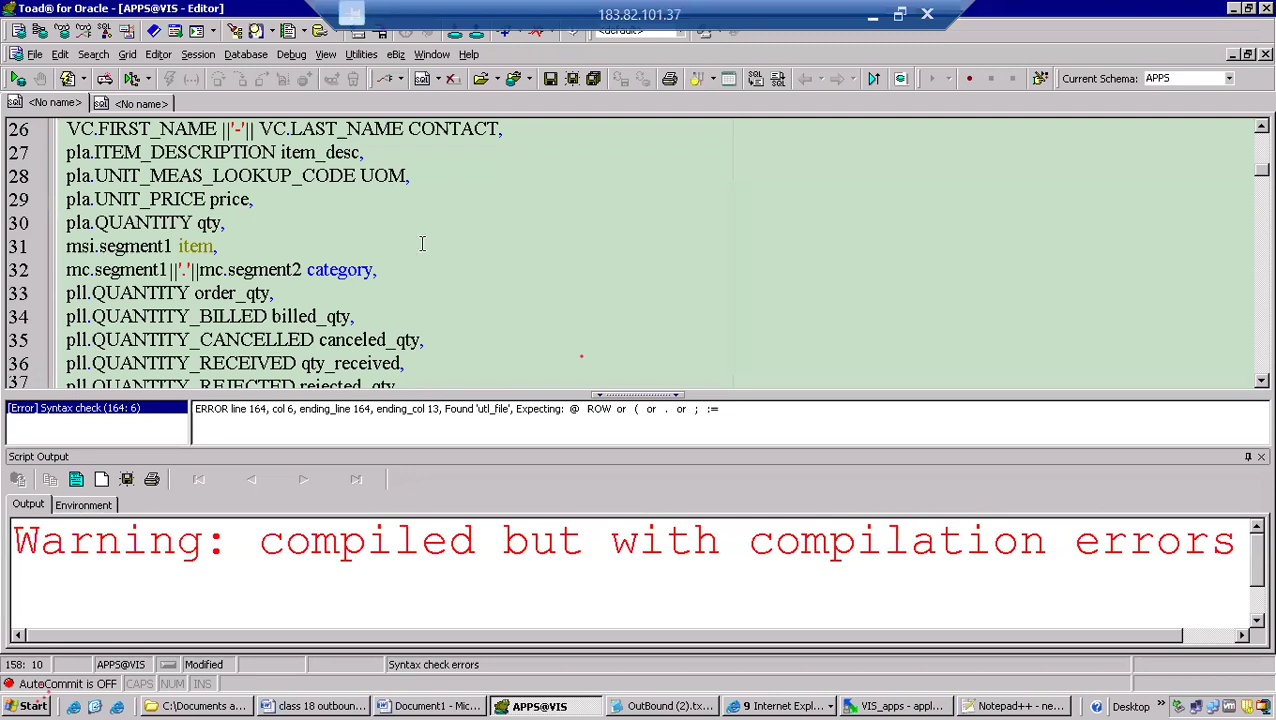 Toad® for Oracle - [APPS@VIS - Editor]
183.82.101.37
File Edit Search Grid Editor Session Database Debug View Utilities eBiz Window Help
Current Schema: APPS
<No name> <No name>
26 VC.FIRST_NAME ||'-'|| VC.LAST_NAME CONTACT,
27 pla.ITEM_DESCRIPTION item_desc,
28 pla.UNIT_MEAS_LOOKUP_CODE UOM,
29 pla.UNIT_PRICE price,
30 pla.QUANTITY qty,
31 msi.segment1 item,
32 mc.segment1||'.'||mc.segment2 category,
33 pll.QUANTITY order_qty,
34 pll.QUANTITY_BILLED billed_qty,
35 pll.QUANTITY_CANCELLED canceled_qty,
36 pll.QUANTITY_RECEIVED qty_received,
37 pll.QUANTITY_REJECTED rejected_qty
[Error] Syntax check (164: 6)
ERROR line 164, col 6, ending_line 164, ending_col 13, Found 'utl_file', Expecting: @ ROW or ( or . or ; :=
Script Output
Output Environment
Warning: compiled but with compilation errors
158: 10 APPS@VIS Modified Syntax check errors
AutoCommit is OFF CAPS NUM INS
Start C:\Documents a... class 18 outboun... Document1 - Mic... APPS@VIS OutBound (2).tx... 9 Internet Expl... VIS_apps - appl... Notepad++ - ne... Desktop